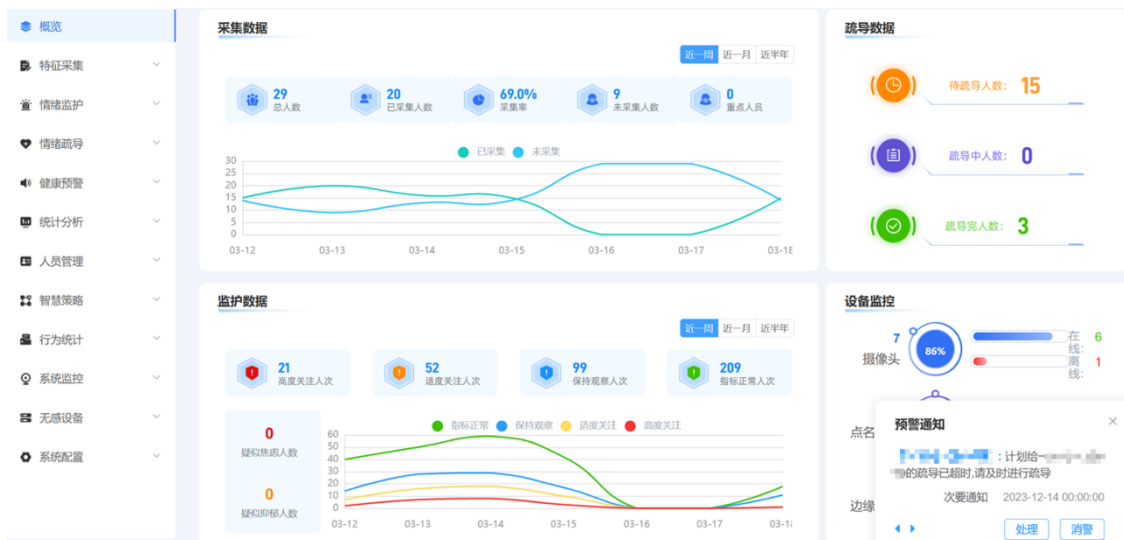 概览
特征采集
情绪监护
情绪疏导
健康预警
统计分析
人员管理
智慧策略
行为统计
系统监控
无感设备
系统配置
采集数据
近一周 近一月 近半年
29 总人数
20 已采集人数
69.0% 采集率
9 未采集人数
0 重点人员
已采集 未采集
30
25
20
15
10
5
0
03-12 03-13 03-14 03-15 03-16 03-17 03-18
疏导数据
待疏导人数: 15
疏导中人数: 0
疏导完人数: 3
监护数据
近一周 近一月 近半年
21 高度关注人次
52 适度关注人次
99 保持观察人次
209 指标正常人次
0
疑似焦虑人数
0
疑似抑郁人数
指标正常 保持观察 适度关注 高度关注
60
50
40
30
20
10
0
03-12 03-13 03-14 03-15 03-16 03-17 03-18
设备监控
7
摄像头
86%
在线: 6
离线: 1
点名
边缘
预警通知
:计划给
的疏导已超时,请及时进行疏导
次要通知 2023-12-14 00:00:00
处理 消警